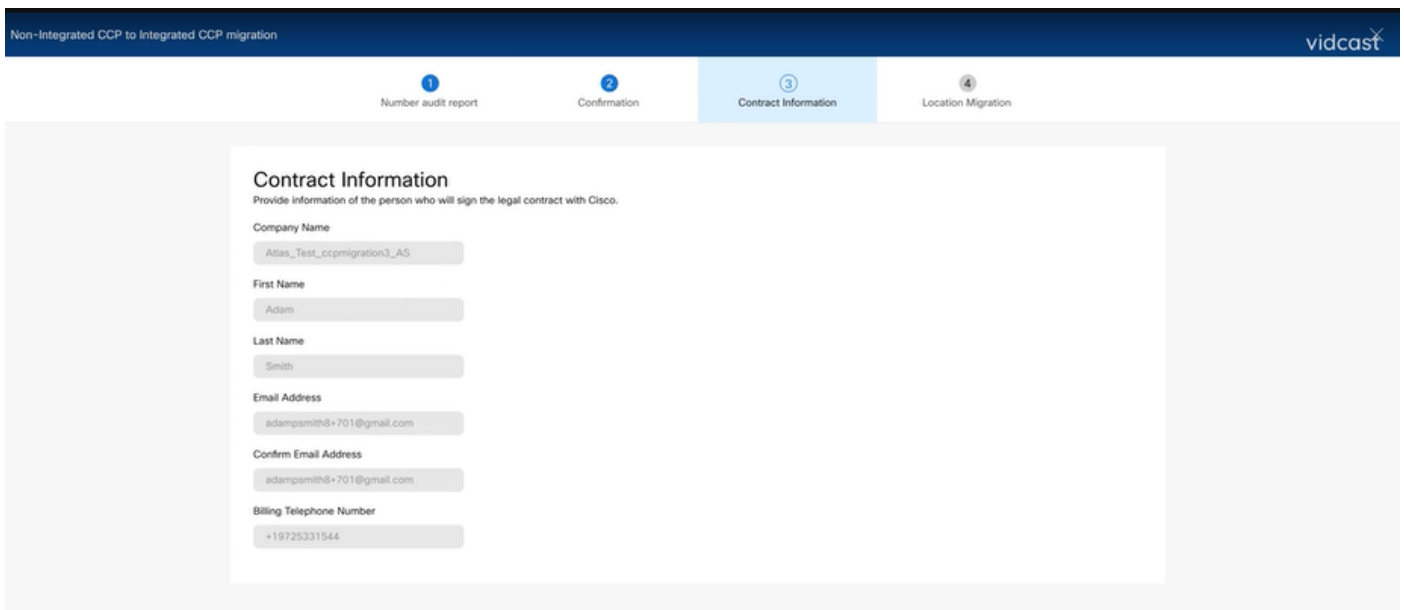 Non-Integrated CCP to Integrated CCP migration
vidcast
1
2
3
4
Number audit report
Confirmation
Contract Information
Location Migration
Contract Information
Provide information of the person who will sign the legal contract with Cisco.
Company Name
Atlas_Test_ccpmigration3_AS
First Name
Adam
Last Name
Smith
Email Address
adampsmith8+701@gmail.com
Confirm Email Address
adampsmith8+701@gmail.com
Billing Telephone Number
+19725331544